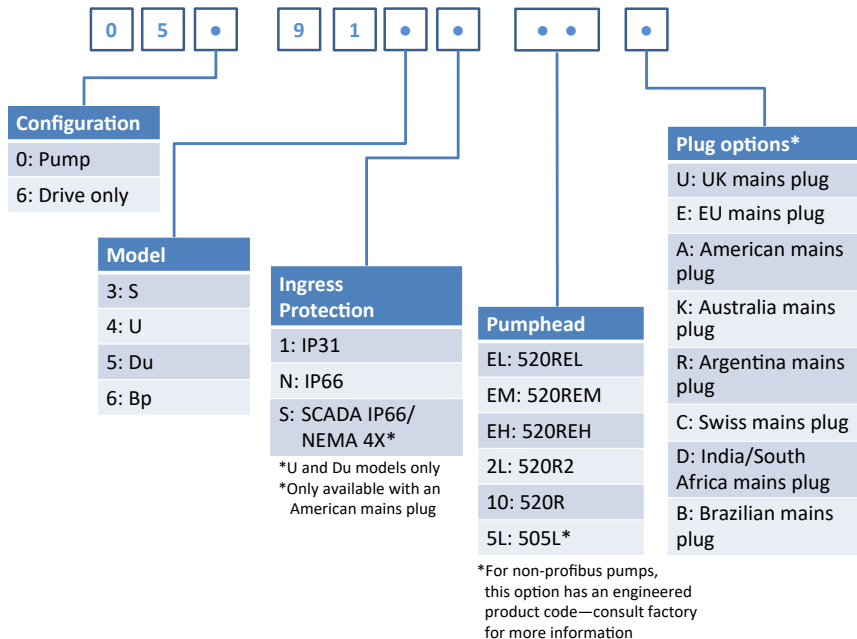 0 5 • 9 1 • • • • •
Configuration
0: Pump
6: Drive only
Model
3: S
4: U
5: Du
6: Bp
Ingress
Protection
1: IP31
N: IP66
S: SCADA IP66/
NEMA 4X*
*U and Du models only
*Only available with an
American mains plug
Pumphead
EL: 520REL
EM: 520REM
EH: 520REH
2L: 520R2
10: 520R
5L: 505L*
*For non-profibus pumps,
this option has an engineered
product code—consult factory
for more information
Plug options*
U: UK mains plug
E: EU mains plug
A: American mains
plug
K: Australia mains
plug
R: Argentina mains
plug
C: Swiss mains plug
D: India/South
Africa mains plug
B: Brazilian mains
plug